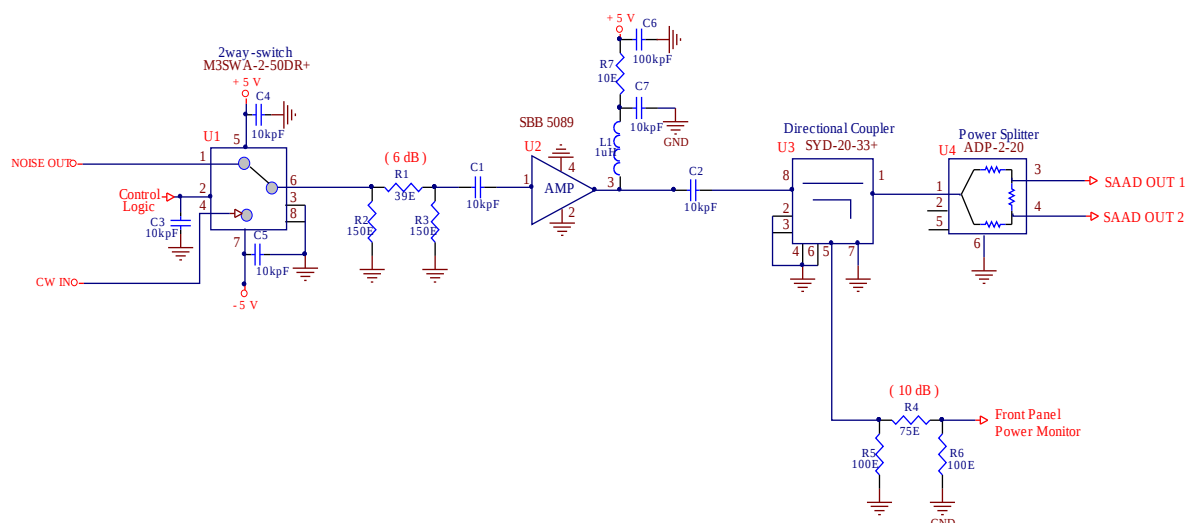 +5 V
C6
100kpF
R7
10E
C7
10kpF
GND
L1
1uH
2way-switch
M3SWA-2-50DR+
+5 V
C4
10kpF
U1
5
NOISE OUT
1
2
4
6
3
8
7
Control
Logic
C3
10kpF
C5
10kpF
CW IN
-5 V
( 6 dB )
R1
39E
R2
150E
R3
150E
C1
10kpF
SBB 5089
U2
1
AMP
4
2
3
C2
10kpF
Directional Coupler
SYD-20-33+
U3
8
2
3
4
6
5
7
1
Power Splitter
ADP-2-20
U4
1
2
5
6
3
4
SAAD OUT 1
SAAD OUT 2
( 10 dB )
R4
75E
R5
100E
R6
100E
Front Panel
Power Monitor
GND